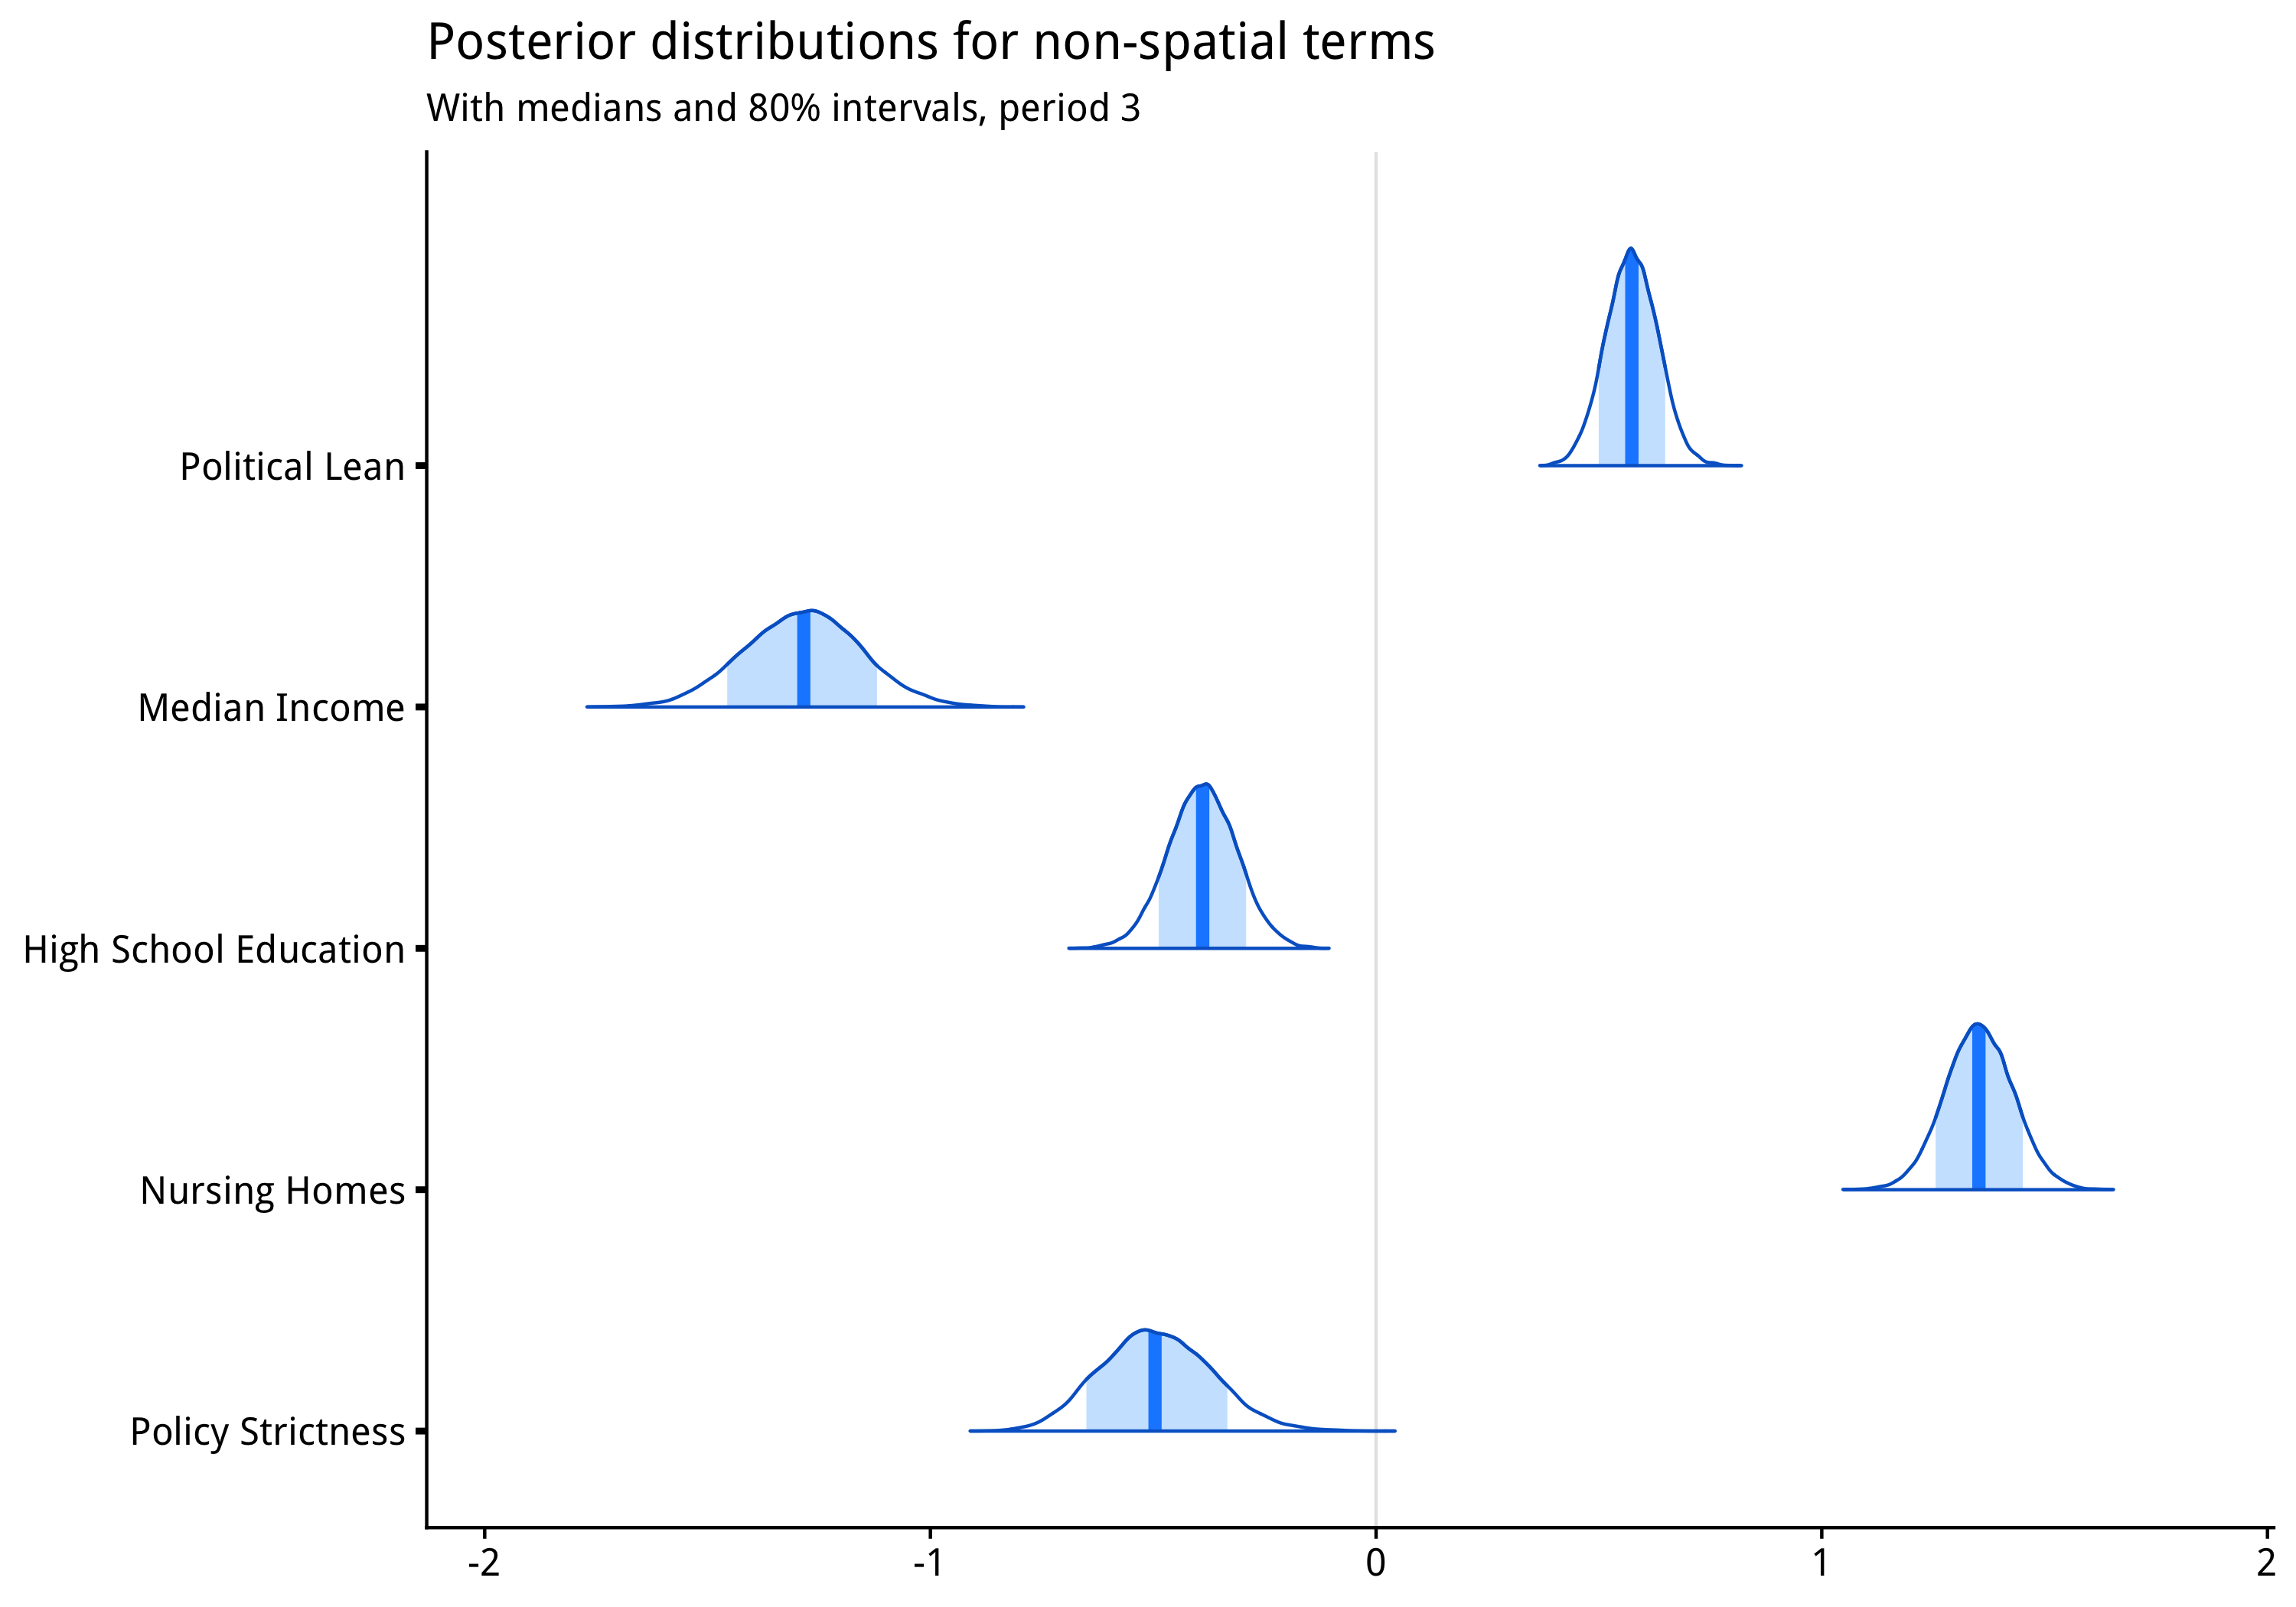 Posterior distributions for non-spatial terms
With medians and 80% intervals, period 3
Political Lean
Median Income
High School Education
Nursing Homes
Policy Strictness
-2 -1 0 1 2